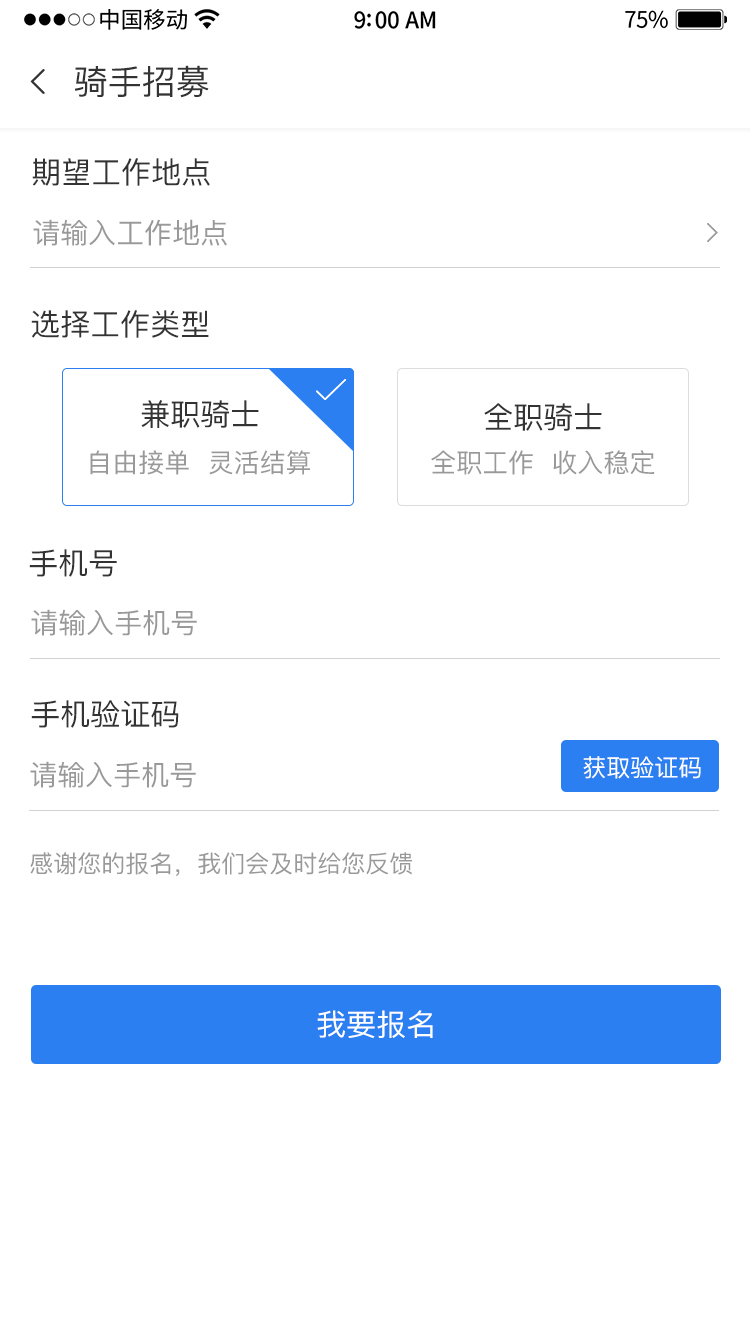 中国移动 9:00 AM 75%
骑手招募
期望工作地点
请输入工作地点
选择工作类型
兼职骑士 全职骑士
自由接单 灵活结算 全职工作 收入稳定
手机号
请输入手机号
手机验证码
请输入手机号 获取验证码
感谢您的报名，我们会及时给您反馈
我要报名